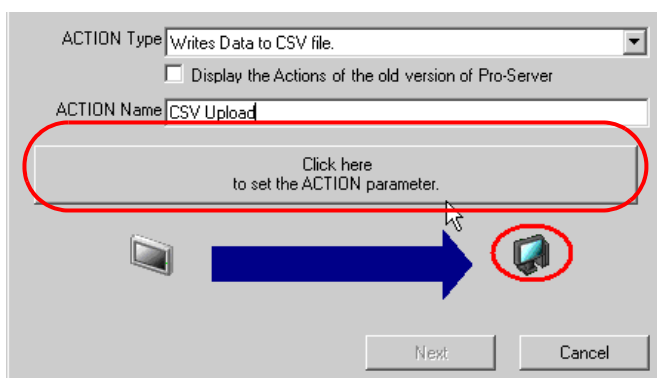 ACTION Type Writes Data to CSV file.
Display the Actions of the old version of Pro-Server
ACTION Name CSV Upload
Click here
to set the ACTION parameter.
Next Cancel